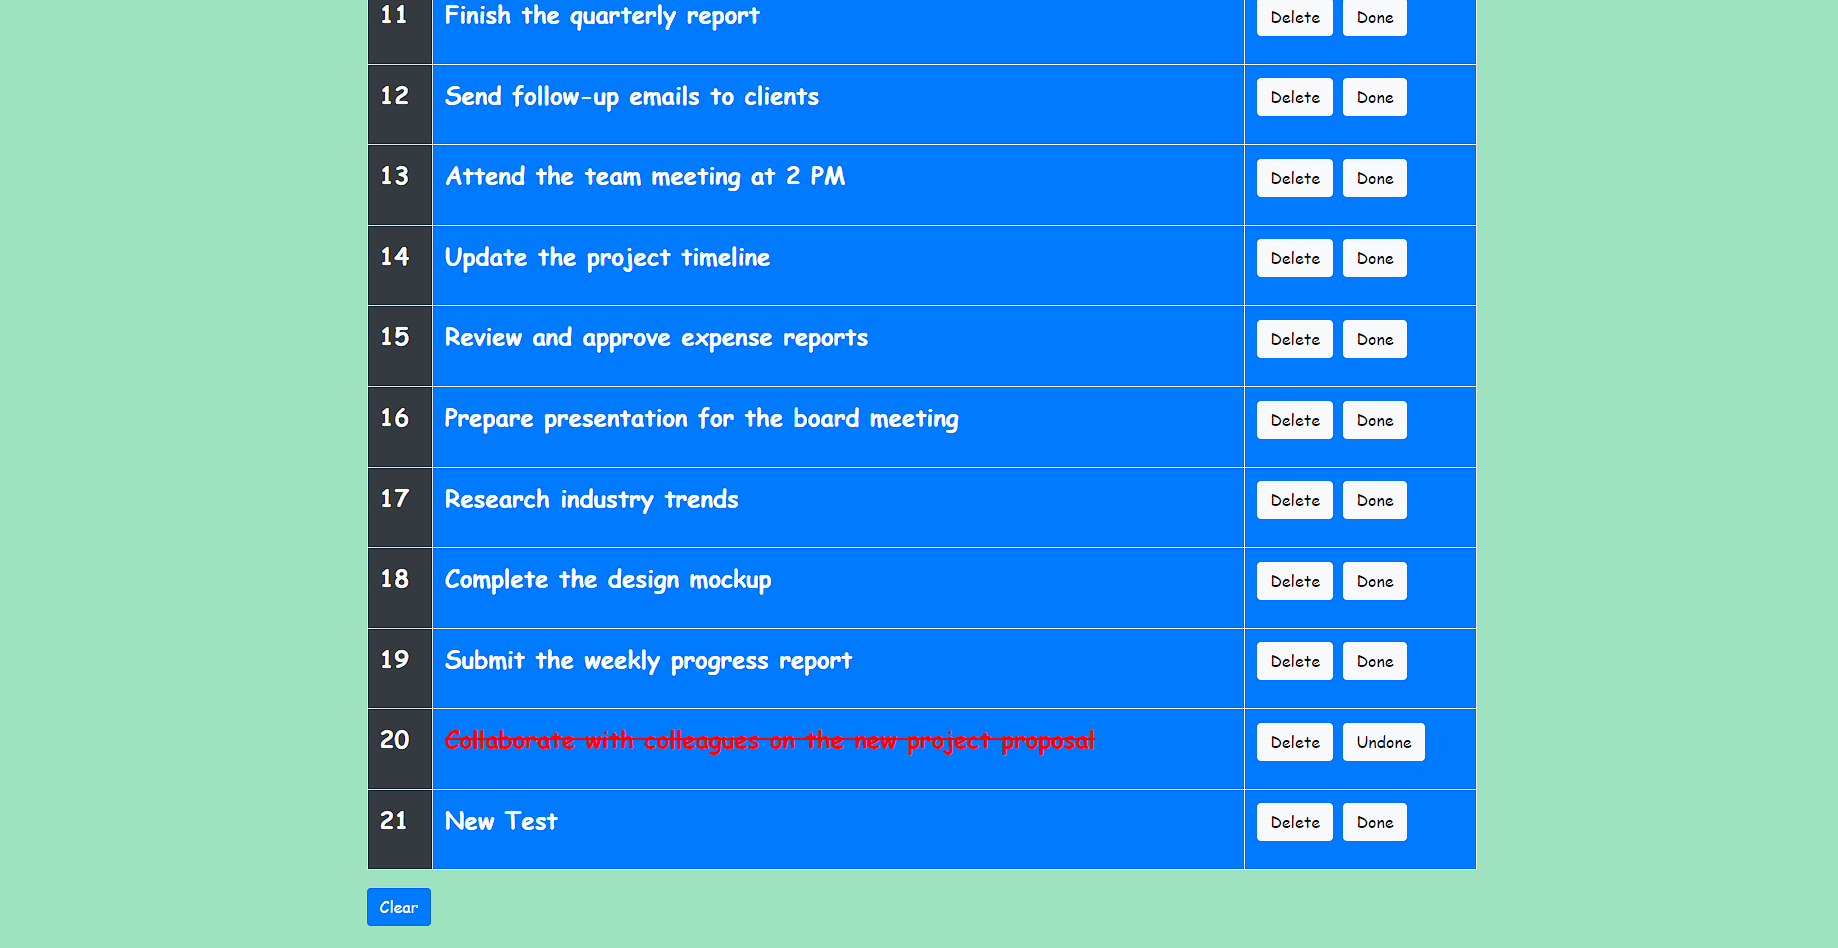 11 Finish the quarterly report Delete Done
12 Send follow-up emails to clients Delete Done
13 Attend the team meeting at 2 PM Delete Done
14 Update the project timeline Delete Done
15 Review and approve expense reports Delete Done
16 Prepare presentation for the board meeting Delete Done
17 Research industry trends Delete Done
18 Complete the design mockup Delete Done
19 Submit the weekly progress report Delete Done
20 Collaborate with colleagues on the new project proposal Delete Undone
21 New Test Delete Done
Clear